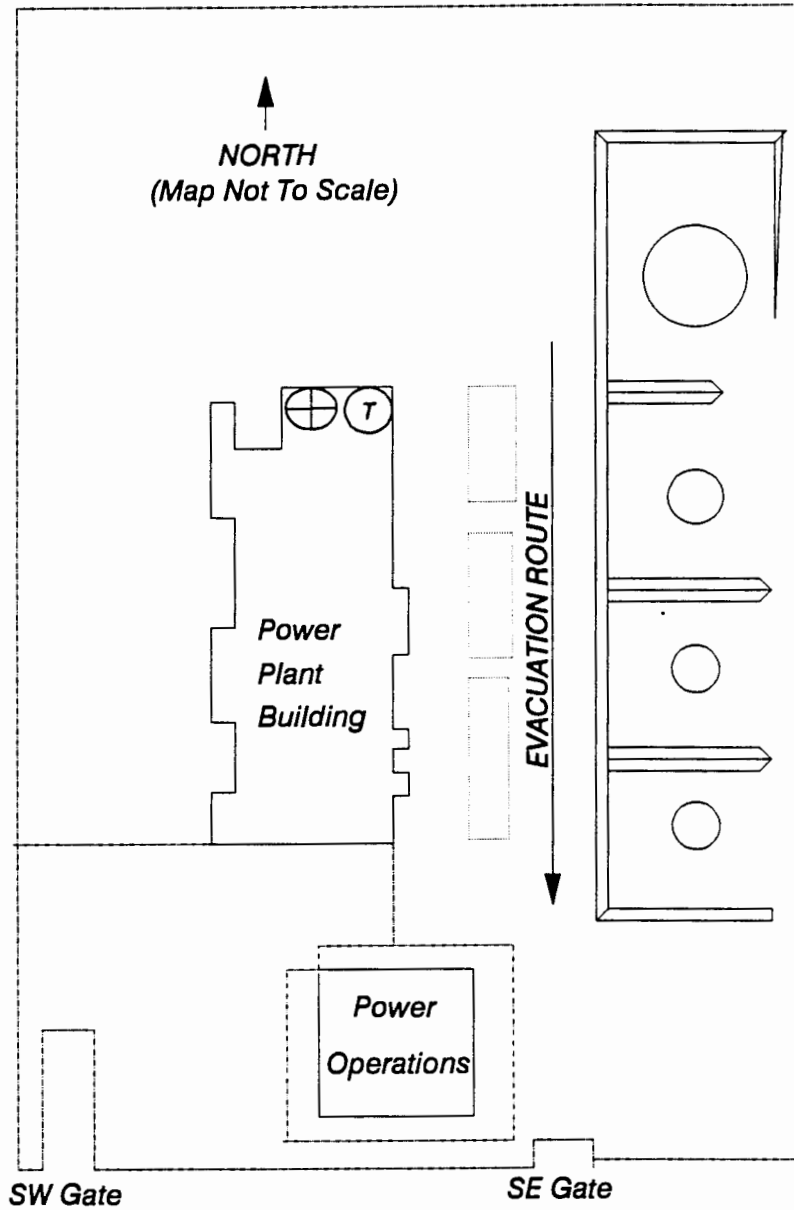 NORTH
(Map Not To Scale)
T
EVACUATION ROUTE
Power
Plant
Building
Power
Operations
SW Gate
SE Gate